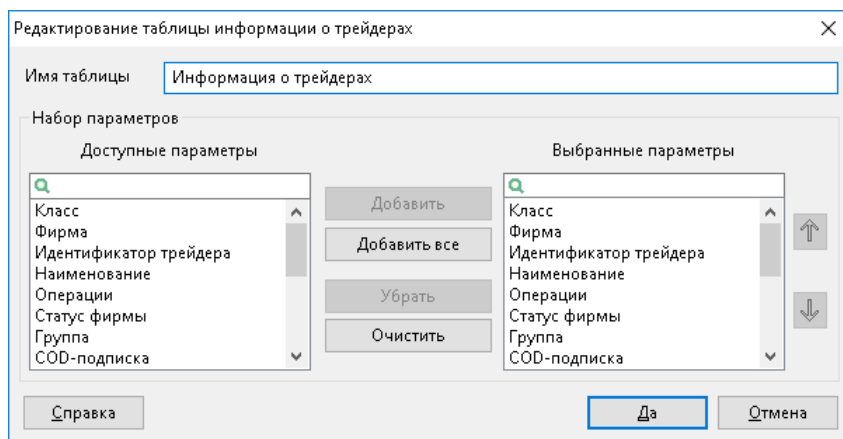 Редактирование таблицы информации о трейдерах
Имя таблицы
Информация о трейдерах
Набор параметров
Доступные параметры
Класс
Фирма
Идентификатор трейдера
Наименование
Операции
Статус фирмы
Группа
COD-подписка
Добавить
Добавить все
Убрать
Очистить
Выбранные параметры
Класс
Фирма
Идентификатор трейдера
Наименование
Операции
Статус фирмы
Группа
COD-подписка
Справка
Да
Отмена